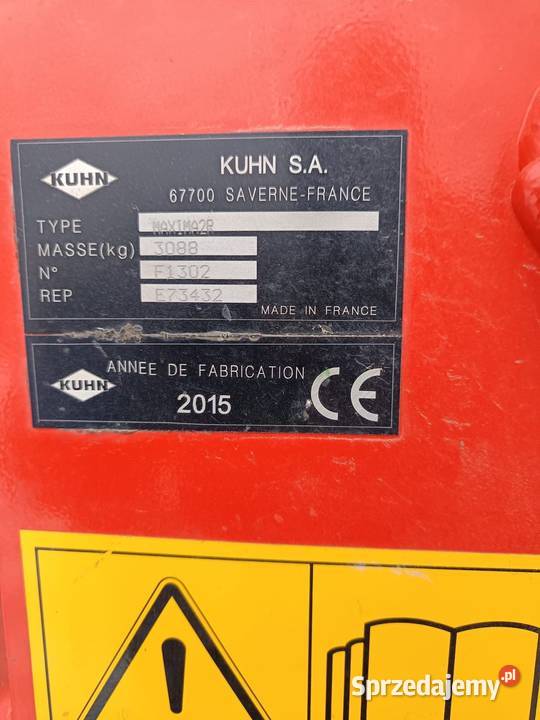 KUHN
KUHN S.A.
67700 SAVERNE-FRANCE
TYPE MAXIMA2R
MASSE(kg) 3088
N° F1302
REP E73432
MADE IN FRANCE
KUHN
ANNEE DE FABRICATION
2015
CE
KUHN
Sprzedajemy.pl